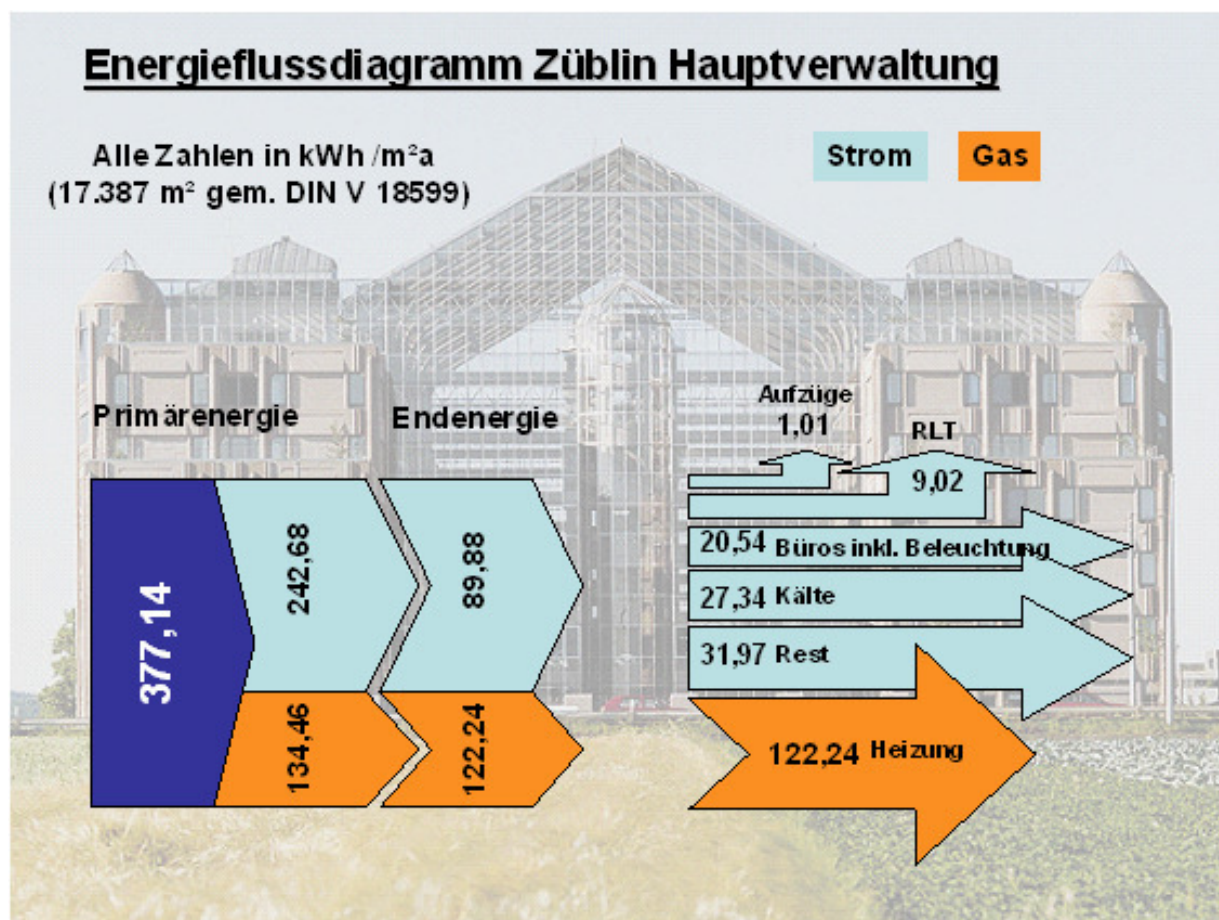 Energieflussdiagramm Züblin Hauptverwaltung
Alle Zahlen in kWh /m²a
(17.387 m² gem. DIN V 18599)
Strom
Gas
Primärenergie
Endenergie
Aufzüge
1,01
RLT
9,02
377,14
242,68
134,46
89,88
122,24
20,54 Büros inkl. Beleuchtung
27,34 Kälte
31,97 Rest
122,24 Heizung